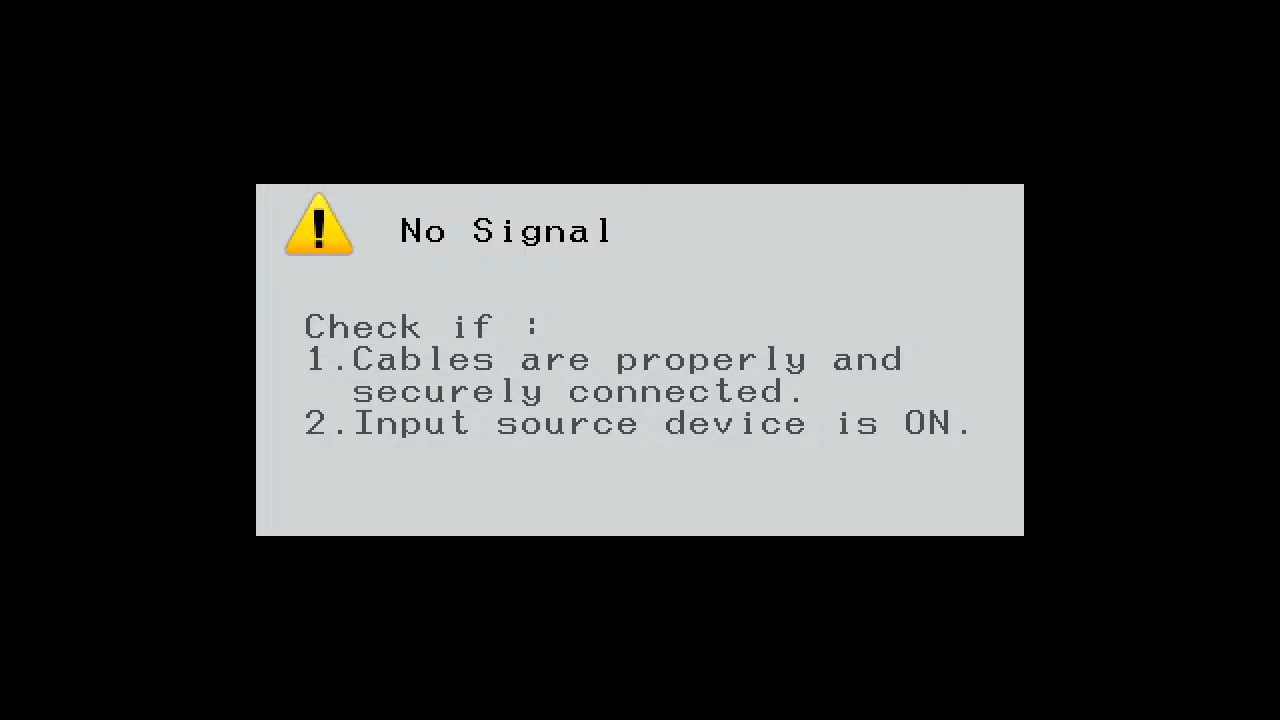 No Signal
Check if :
1.Cables are properly and
securely connected.
2.Input source device is ON.